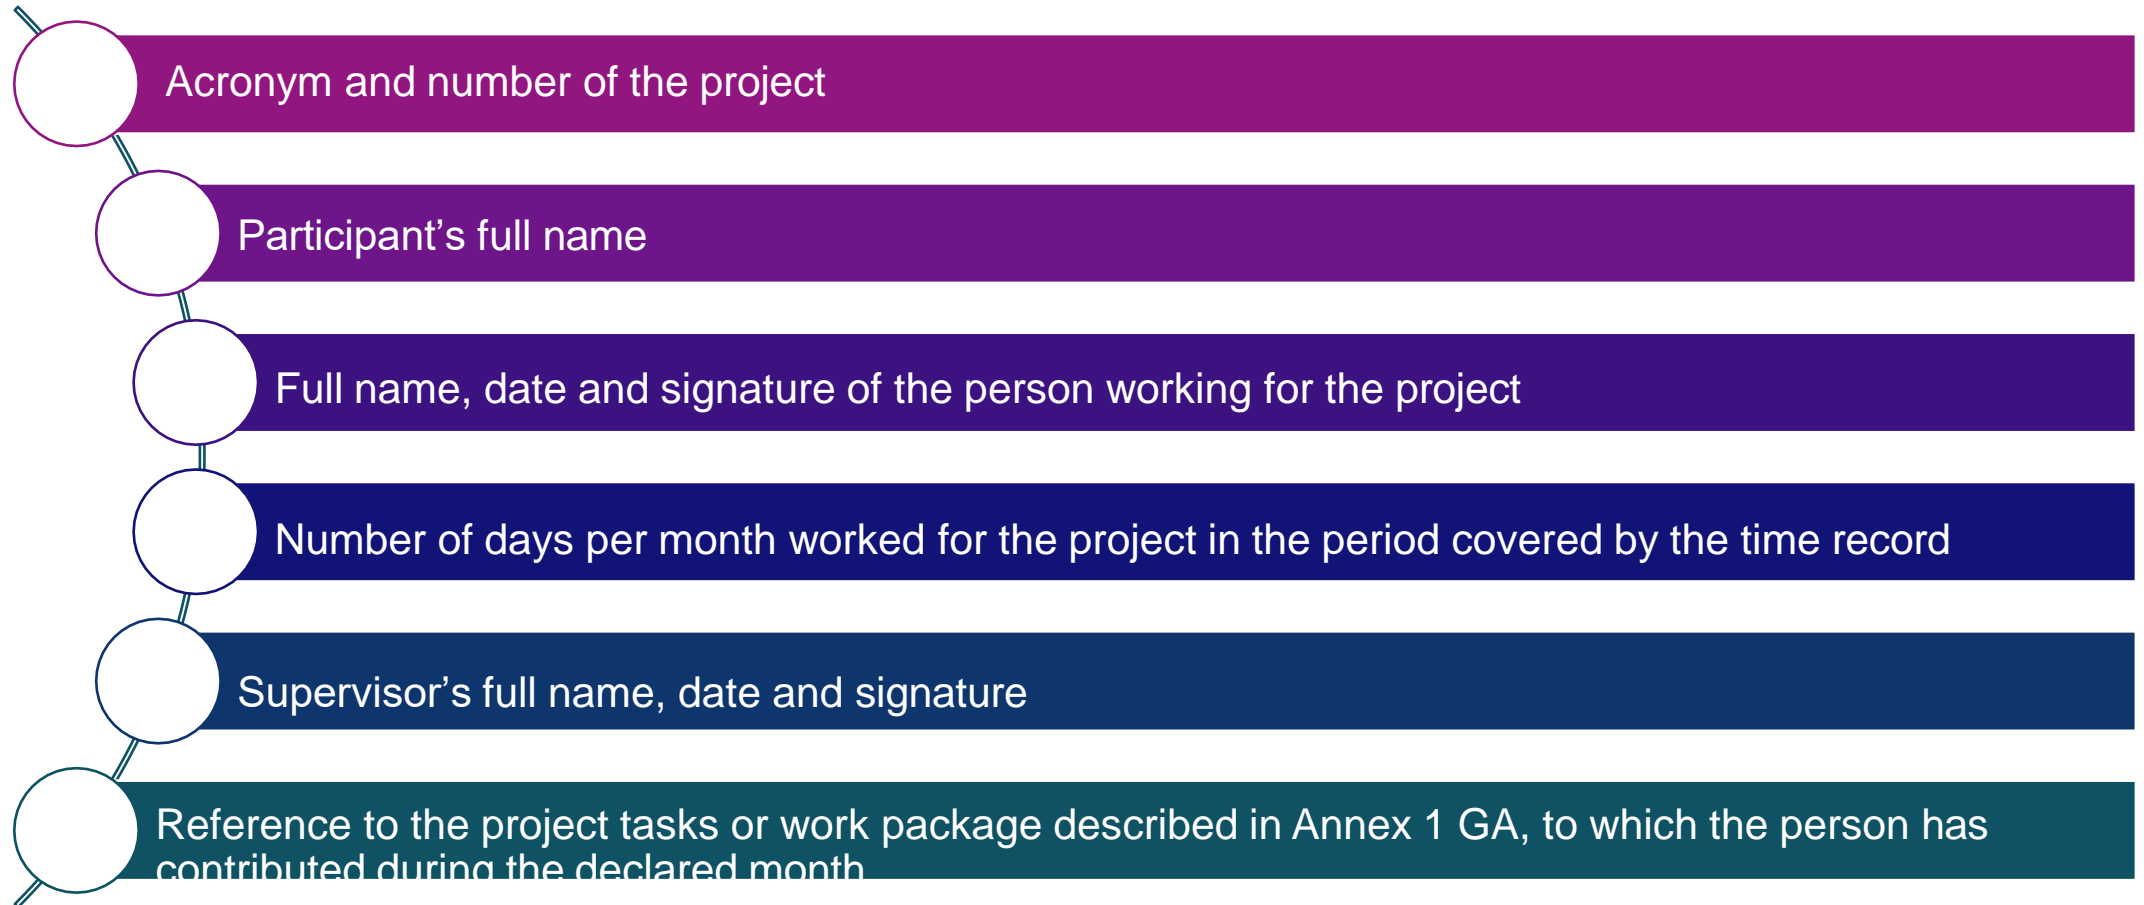 Acronym and number of the project
Participant’s full name
Full name, date and signature of the person working for the project
Number of days per month worked for the project in the period covered by the time record
Supervisor’s full name, date and signature
Reference to the project tasks or work package described in Annex 1 GA, to which the person has
contributed during the declared month